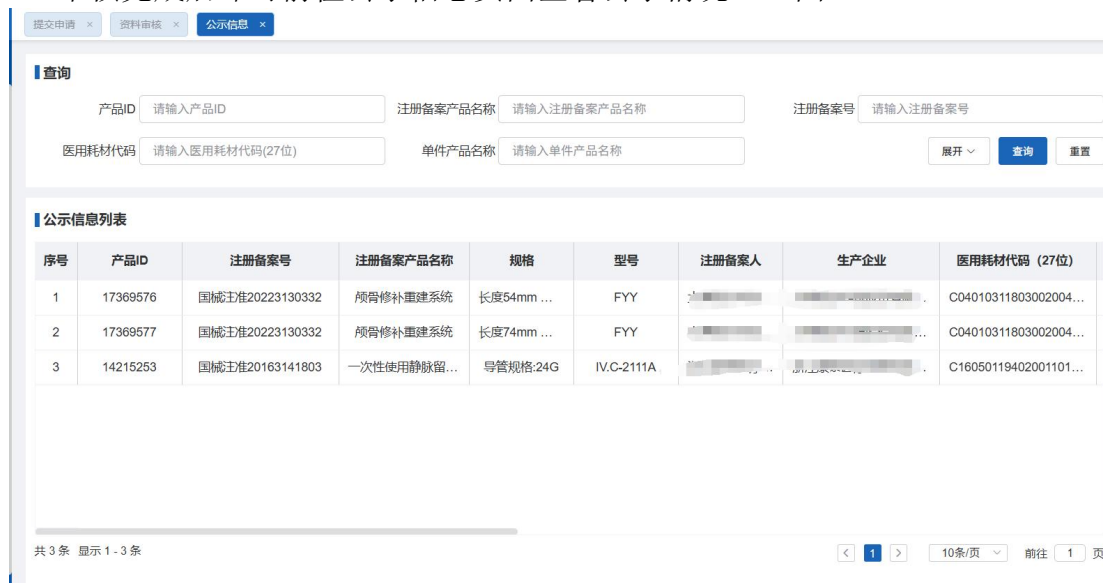 提交申请 × 资料审核 × 公示信息 ×
查询
产品ID 请输入产品ID 注册备案产品名称 请输入注册备案产品名称 注册备案号 请输入注册备案号
医用耗材代码 请输入医用耗材代码(27位) 单件产品名称 请输入单件产品名称 展开 查询 重置
公示信息列表
序号 产品ID 注册备案号 注册备案产品名称 规格 型号 注册备案人 生产企业 医用耗材代码（27位）
1 17369576 国械注准20223130332 颅骨修补重建系统 长度54mm ... FYY C04010311803002004...
2 17369577 国械注准20223130332 颅骨修补重建系统 长度74mm ... FYY ... C04010311803002004...
3 14215253 国械注准20163141803 一次性使用静脉留... 导管规格:24G IV.C-2111A C16050119402001101...
共 3 条 显示 1 - 3 条 < 1 > 10条/页 前往 1 页